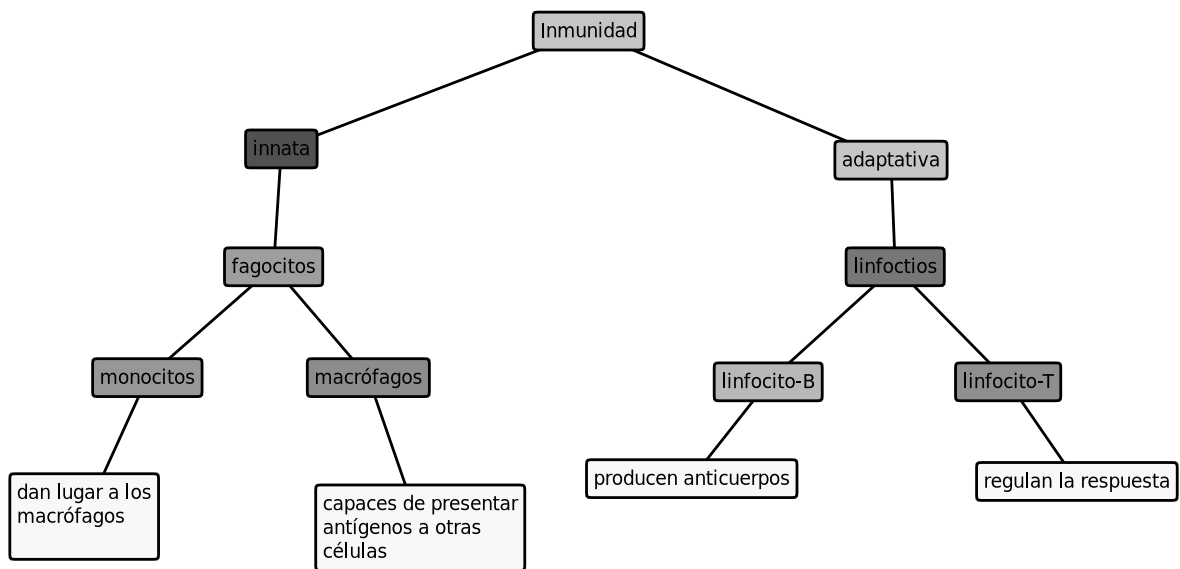 Inmunidad
innata
adaptativa
fagocitos
linfoctios
monocitos
macrófagos
linfocito-B
linfocito-T
dan lugar a los
macrófagos
capaces de presentar
antígenos a otras
células
producen anticuerpos
regulan la respuesta